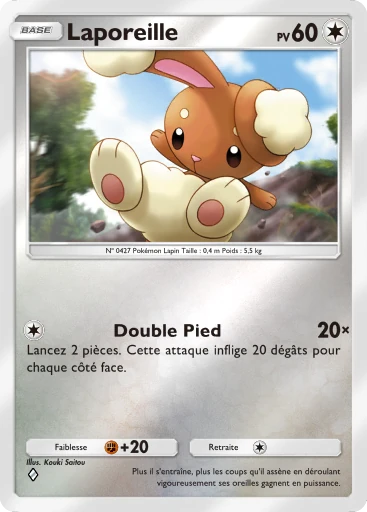 BASE
Laporeille
PV 60
N° 0427 Pokémon Lapin Taille : 0,4 m Poids : 5,5 kg
Double Pied 20×
Lancez 2 pièces. Cette attaque inflige 20 dégâts pour
chaque côté face.
Faiblesse +20 Retraite
Illus. Kouki Saitou
Plus il s'entraîne, plus les coups qu'il assène en déroulant
vigoureusement ses oreilles gagnent en puissance.